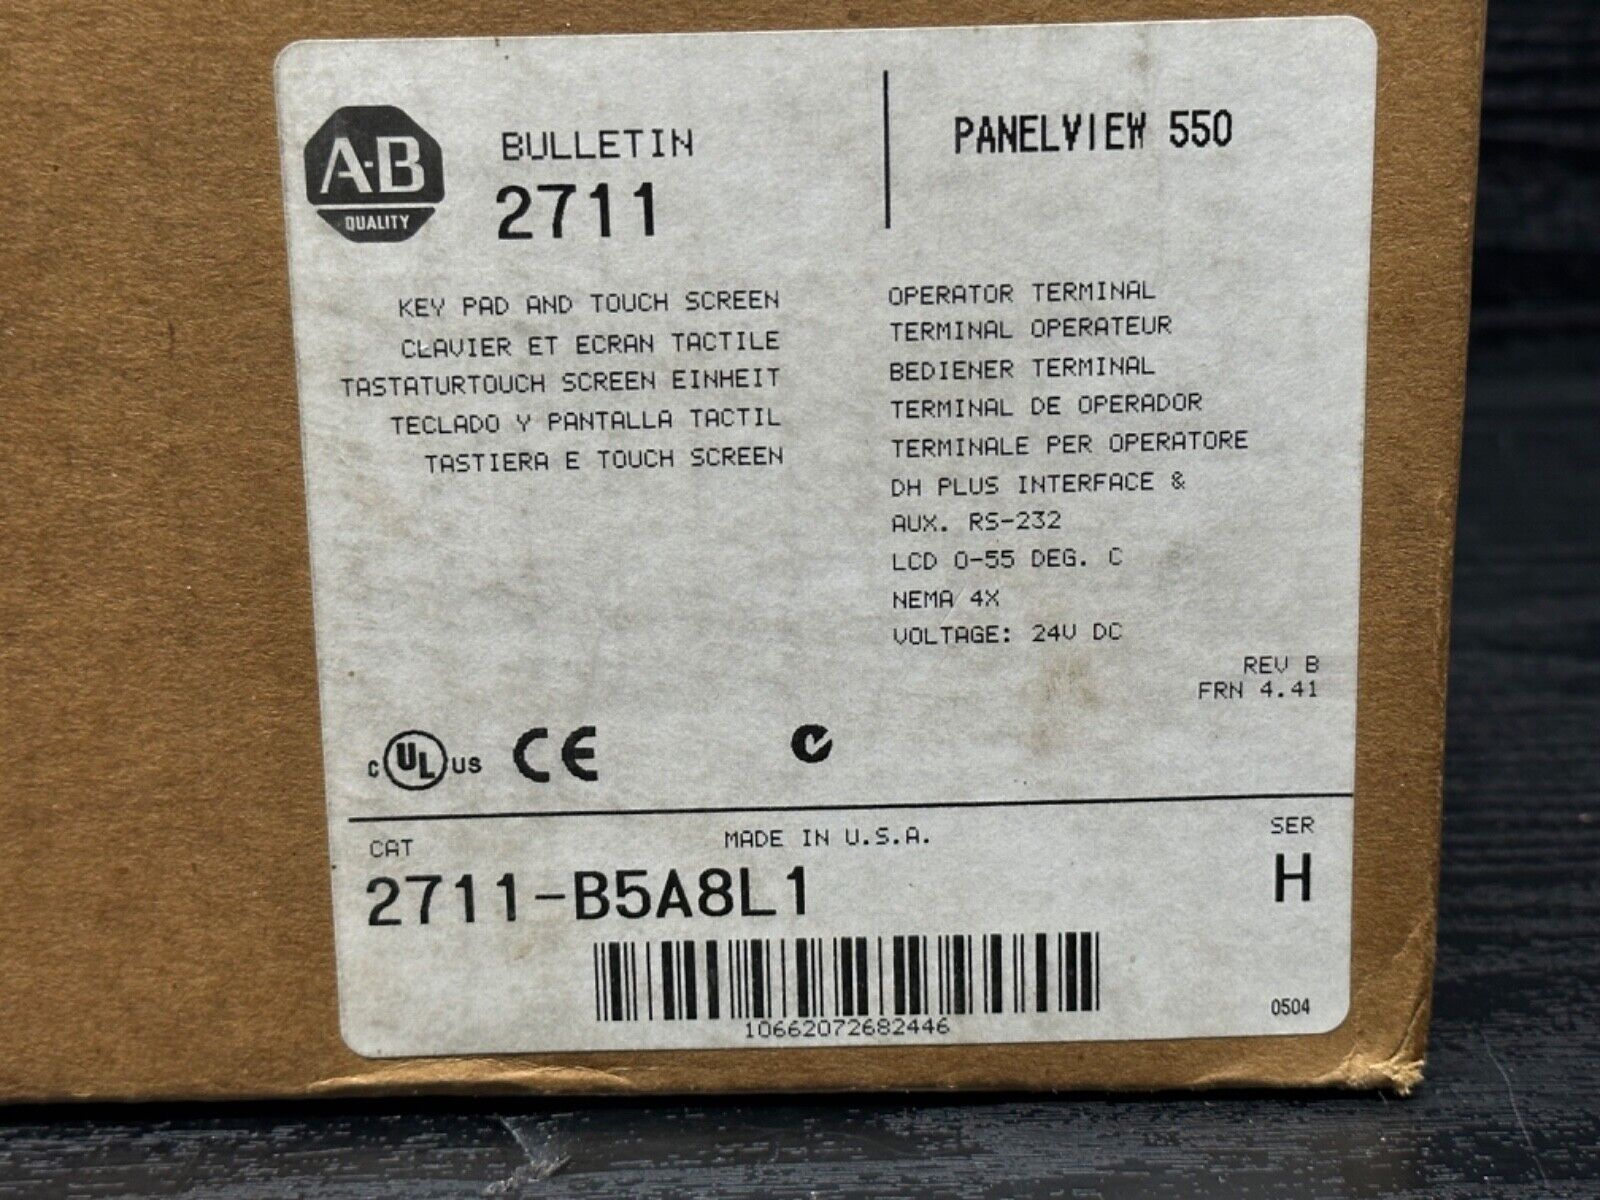 A-B
QUALITY
BULLETIN
2711
PANELVIEW 550
KEY PAD AND TOUCH SCREEN
CLAVIER ET ECRAN TACTILE
TASTATURTOUCH SCREEN EINHEIT
TECLADO Y PANTALLA TACTIL
TASTIERA E TOUCH SCREEN
OPERATOR TERMINAL
TERMINAL OPERATEUR
BEDIENER TERMINAL
TERMINAL DE OPERADOR
TERMINALE PER OPERATORE
DH PLUS INTERFACE &
AUX. RS-232
LCD 0-55 DEG. C
NEMA 4X
VOLTAGE: 24V DC
REV B
FRN 4.41
C UL US CE
CAT
MADE IN U.S.A.
SER
2711-B5A8L1
H
10662072682446
0504